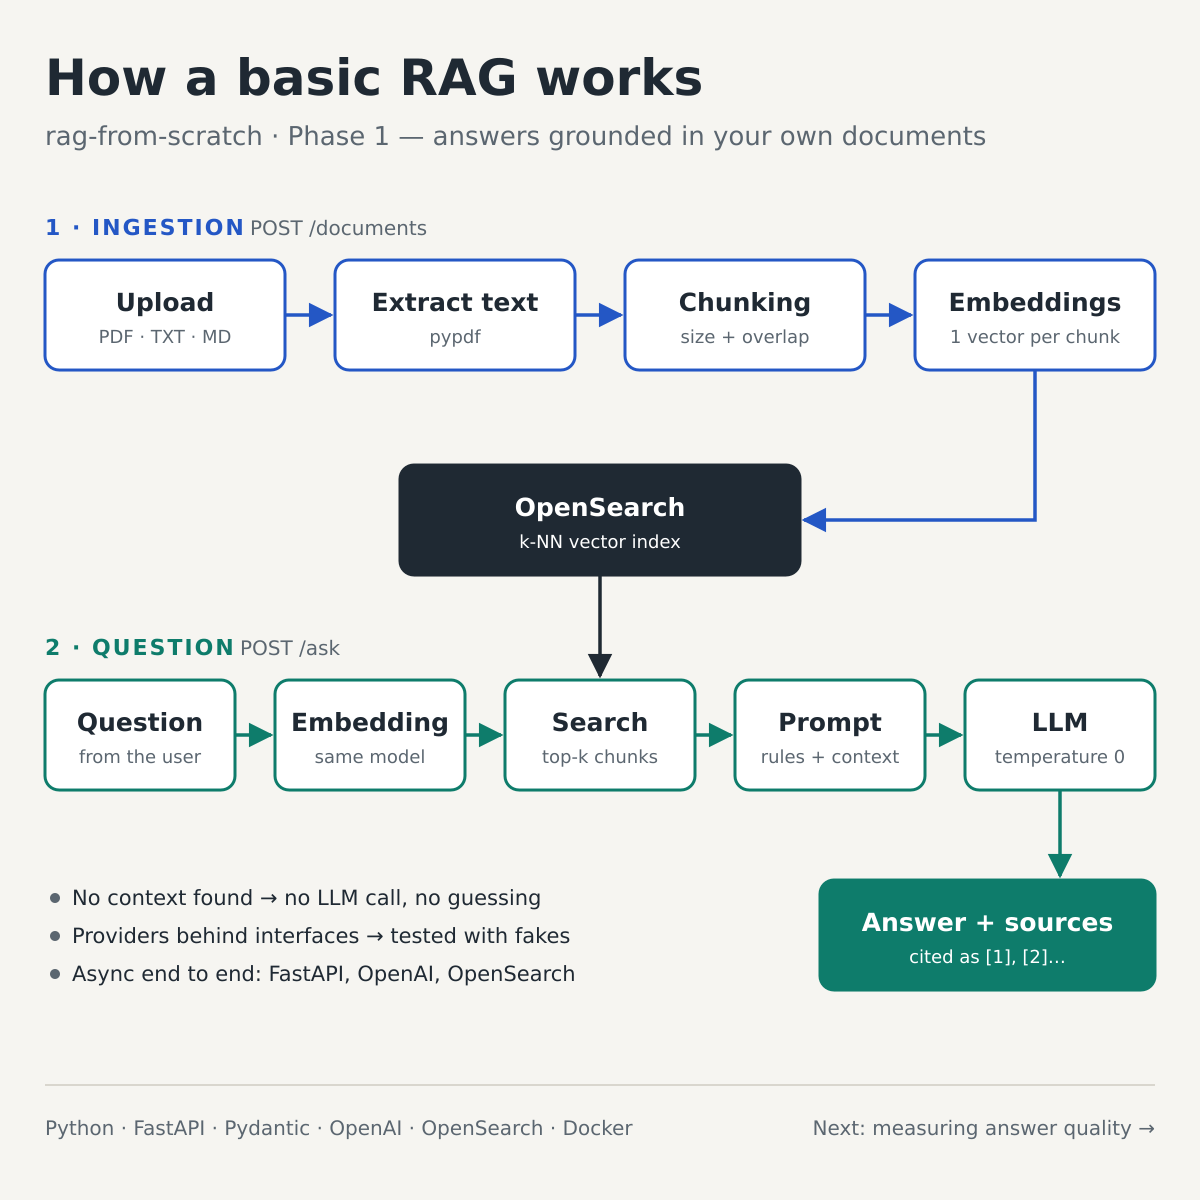 How a basic RAG works
rag-from-scratch · Phase 1 — answers grounded in your own documents
1 · INGESTION POST /documents
Upload
PDF · TXT · MD
Extract text
pypdf
Chunking
size + overlap
Embeddings
1 vector per chunk
OpenSearch
k-NN vector index
2 · QUESTION POST /ask
Question
from the user
Embedding
same model
Search
top-k chunks
Prompt
rules + context
LLM
temperature 0
• No context found → no LLM call, no guessing
• Providers behind interfaces → tested with fakes
• Async end to end: FastAPI, OpenAI, OpenSearch
Answer + sources
cited as [1], [2]…
Python · FastAPI · Pydantic · OpenAI · OpenSearch · Docker
Next: measuring answer quality →